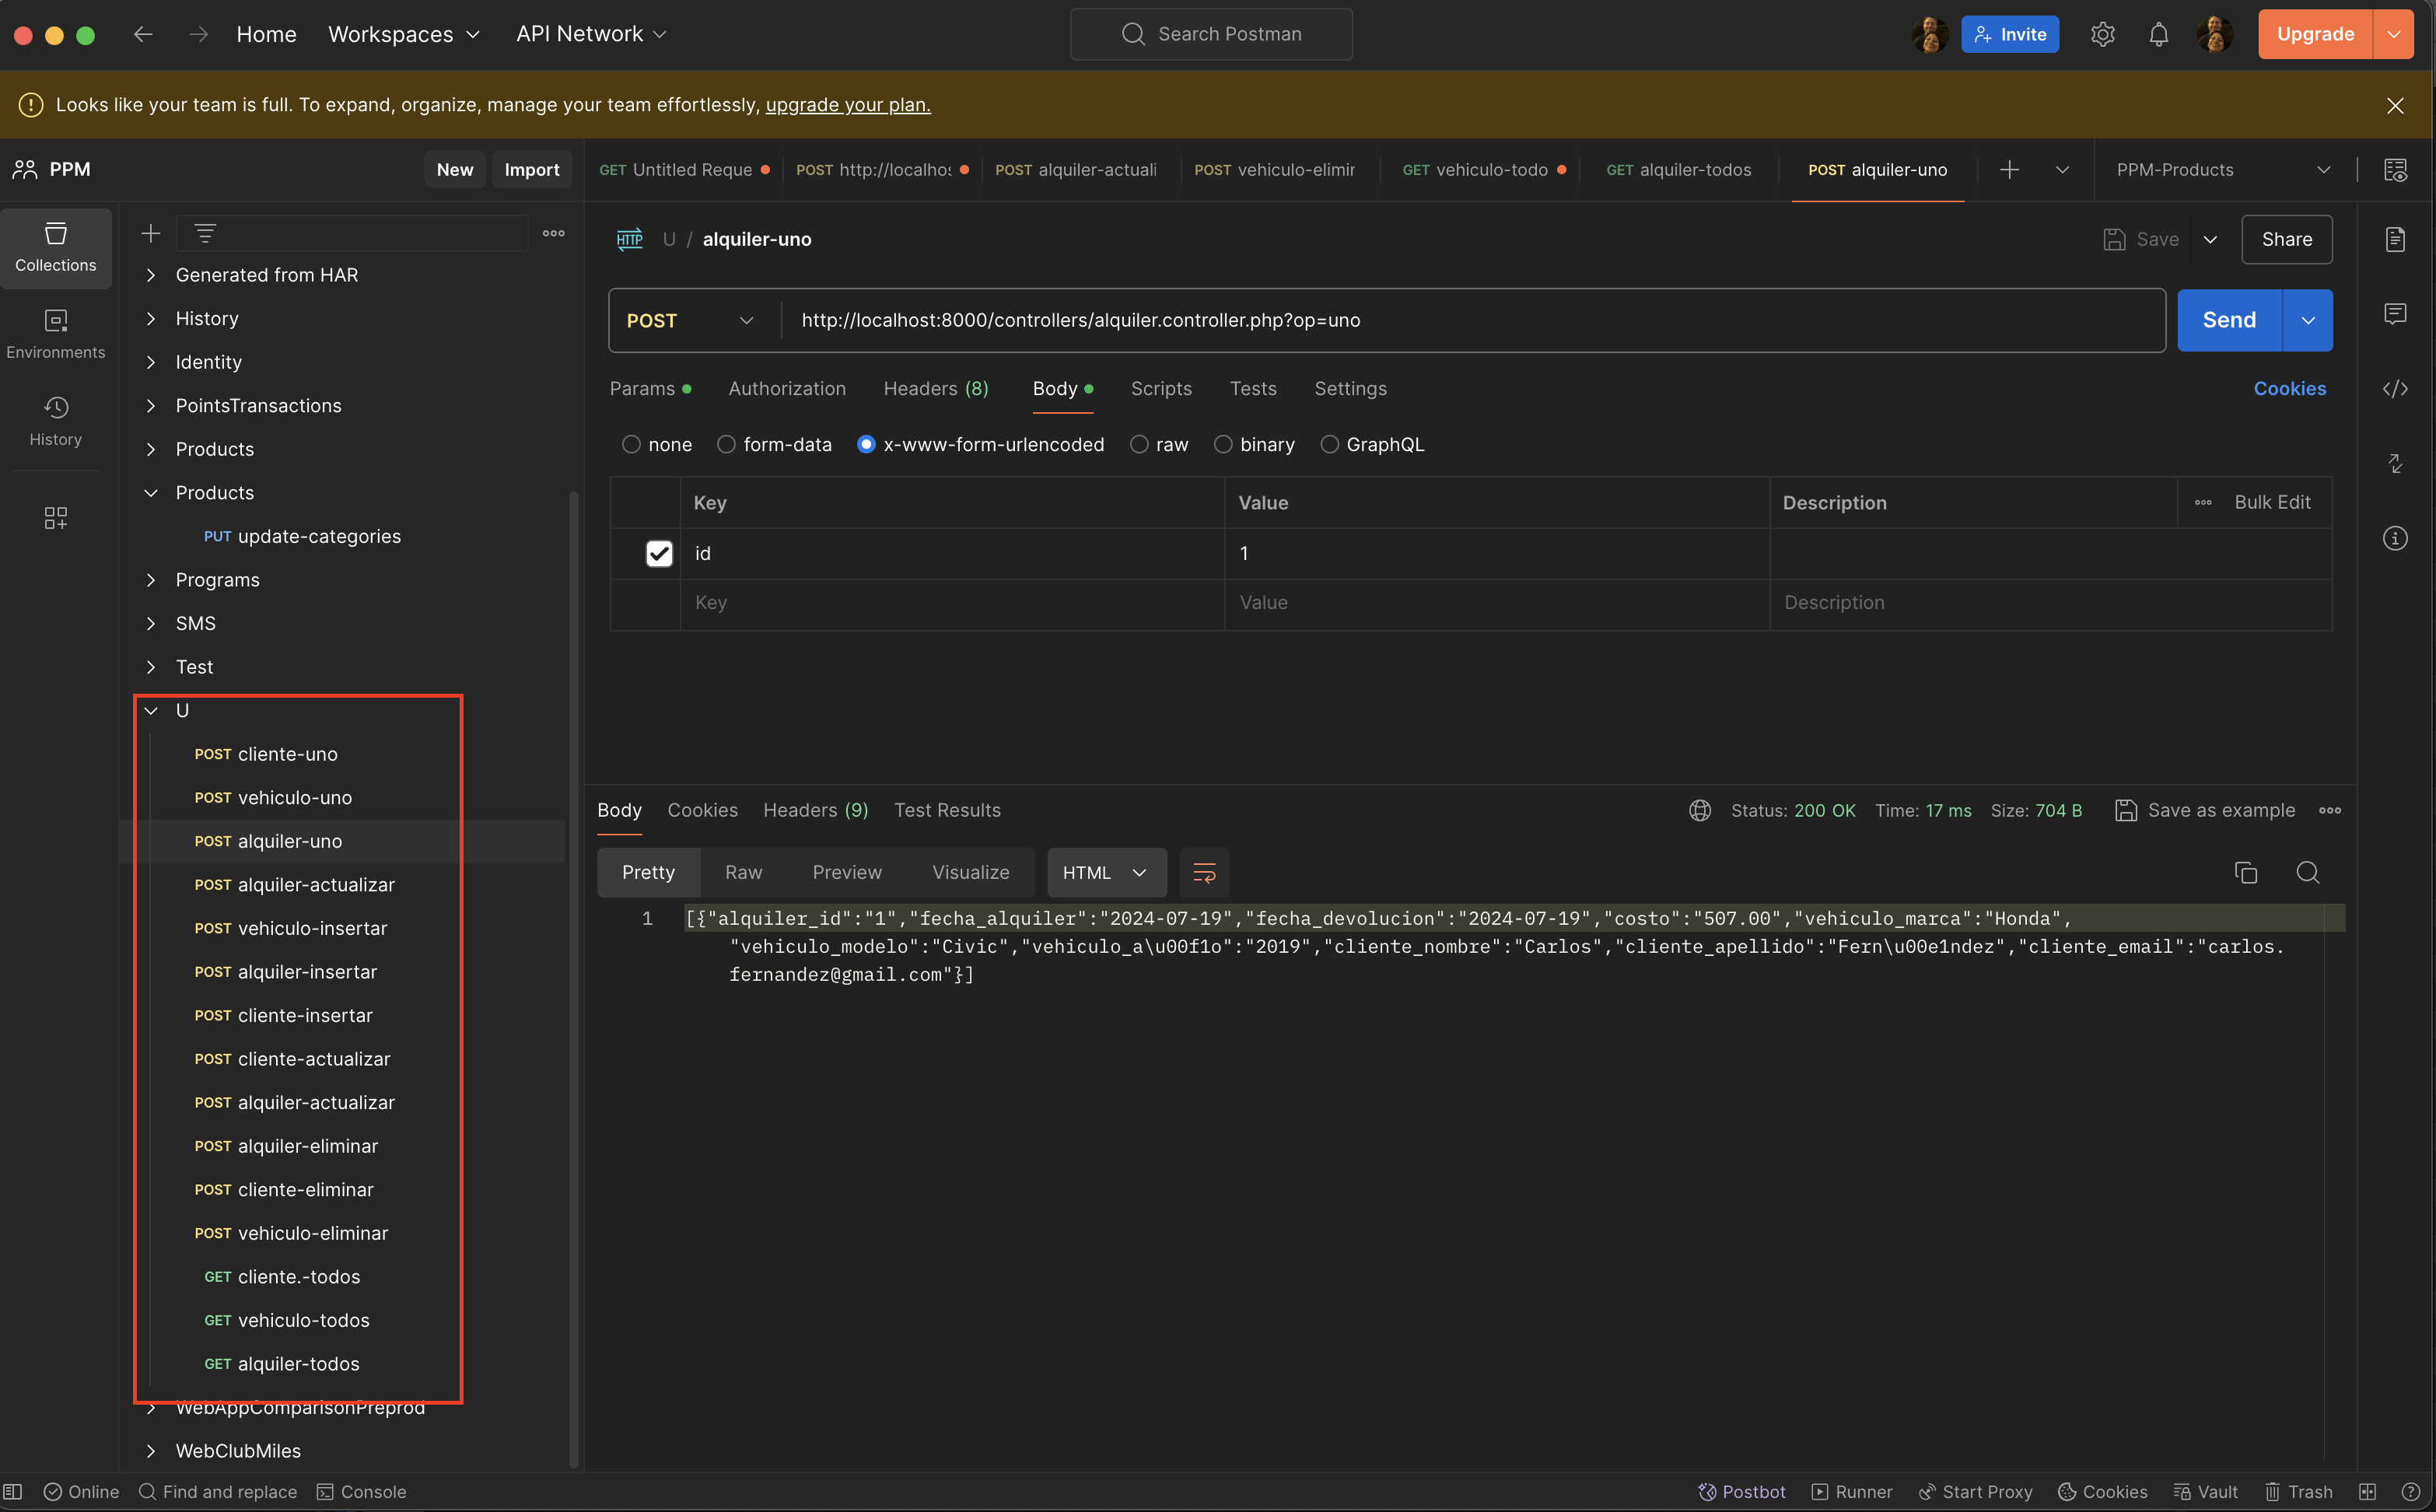 Home Workspaces API Network Search Postman Invite Upgrade
Looks like your team is full. To expand, organize, manage your team effortlessly, upgrade your plan.
PPM New Import
GET Untitled Reque POST http://localhos POST alquiler-actuali POST vehiculo-elimir GET vehiculo-todo GET alquiler-todos POST alquiler-uno PPM-Products
Collections
Environments
History
Generated from HAR
History
Identity
PointsTransactions
Products
Products
PUT update-categories
Programs
SMS
Test
U
POST cliente-uno
POST vehiculo-uno
POST alquiler-uno
POST alquiler-actualizar
POST vehiculo-insertar
POST alquiler-insertar
POST cliente-insertar
POST cliente-actualizar
POST alquiler-actualizar
POST alquiler-eliminar
POST cliente-eliminar
POST vehiculo-eliminar
GET cliente.-todos
GET vehiculo-todos
GET alquiler-todos
WebAppComparisonPreprod
WebClubMiles
HTTP U / alquiler-uno Save Share
POST http://localhost:8000/controllers/alquiler.controller.php?op=uno Send
Params Authorization Headers (8) Body Scripts Tests Settings Cookies
none form-data x-www-form-urlencoded raw binary GraphQL
Key Value Description Bulk Edit
id 1
Key Value Description
Body Cookies Headers (9) Test Results Status: 200 OK Time: 17 ms Size: 704 B Save as example
Pretty Raw Preview Visualize HTML
1 [{"alquiler_id":"1","fecha_alquiler":"2024-07-19","fecha_devolucion":"2024-07-19","costo":"507.00","vehiculo_marca":"Honda",
"vehiculo_modelo":"Civic","vehiculo_a\u00f1o":"2019","cliente_nombre":"Carlos","cliente_apellido":"Fern\u00e1ndez","cliente_email":"carlos.
fernandez@gmail.com"}]
Online Find and replace Console Postbot Runner Start Proxy Cookies Vault Trash